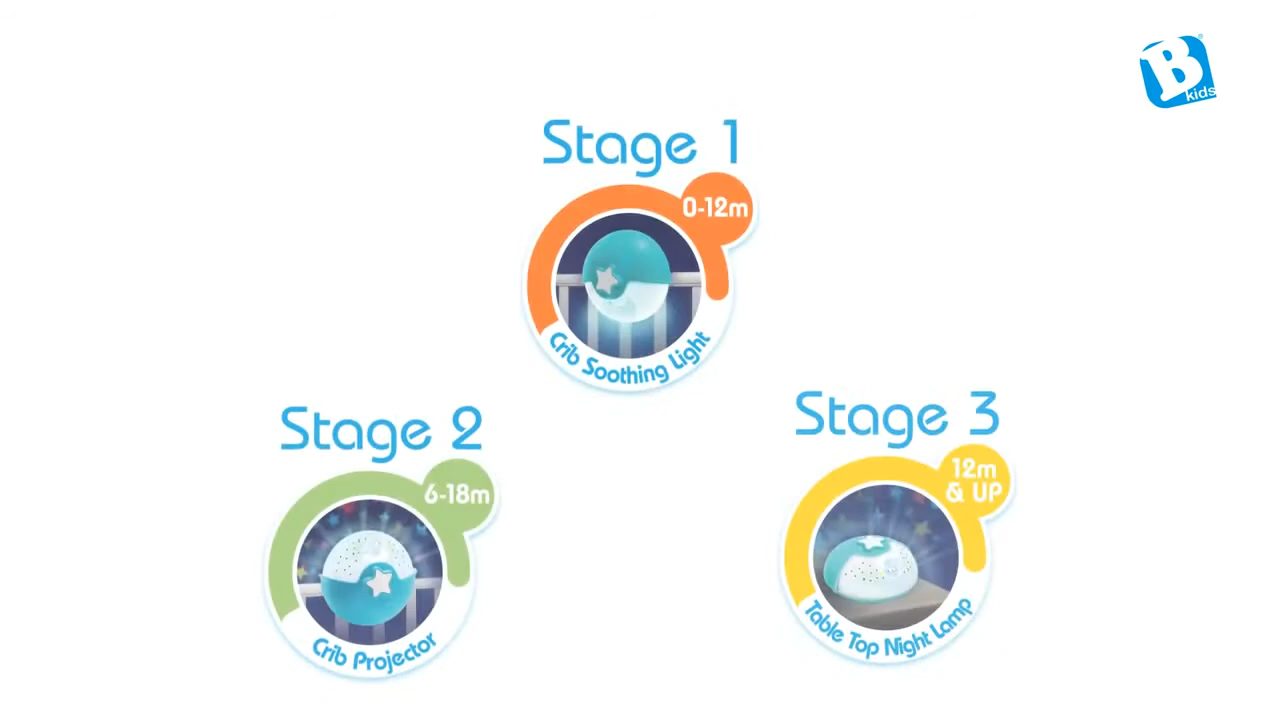 B
kids
Stage 1
0-12m
Crib Soothing Light
Stage 2
6-18m
Crib Projector
Stage 3
12m
& UP
Table Top Night Lamp